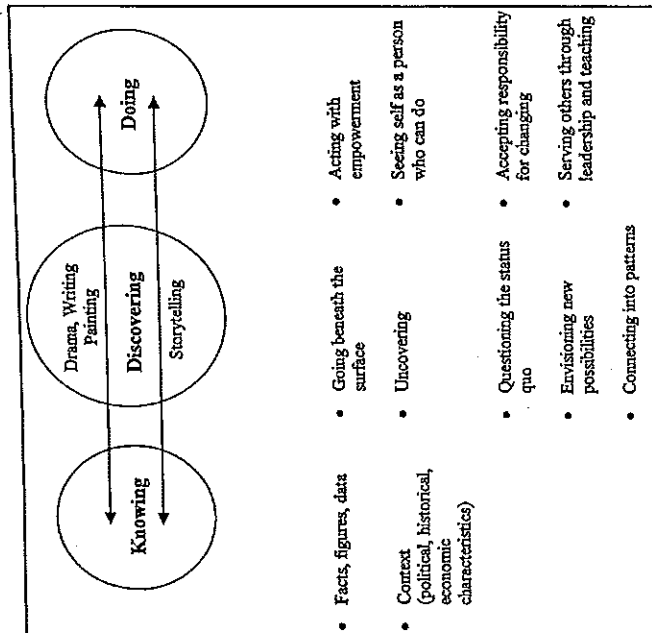 Drama, Writing
Painting
Knowing
Discovering
Doing
Storytelling
• Facts, figures, data
• Context
(political, historical,
economic
characteristics)
• Going beneath the
surface
• Uncovering
• Questioning the status
quo
• Envisioning new
possibilities
• Connecting into patterns
• Acting with
empowerment
• Seeing self as a person
who can do
• Accepting responsibility
for changing
• Serving others through
leadership and teaching